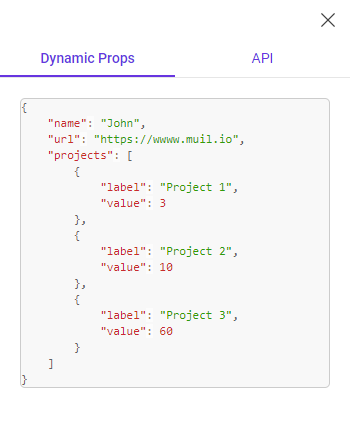 Dynamic Props API
{
"name": "John",
"url": "https://wwww.muil.io",
"projects": [
{
"label": "Project 1",
"value": 3
},
{
"label": "Project 2",
"value": 10
},
{
"label": "Project 3",
"value": 60
}
]
}